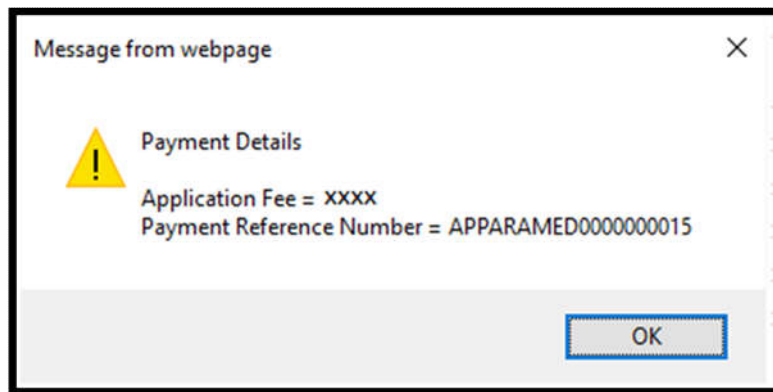 Message from webpage
Payment Details
Application Fee = XXXX
Payment Reference Number = APPARAMED0000000015
OK